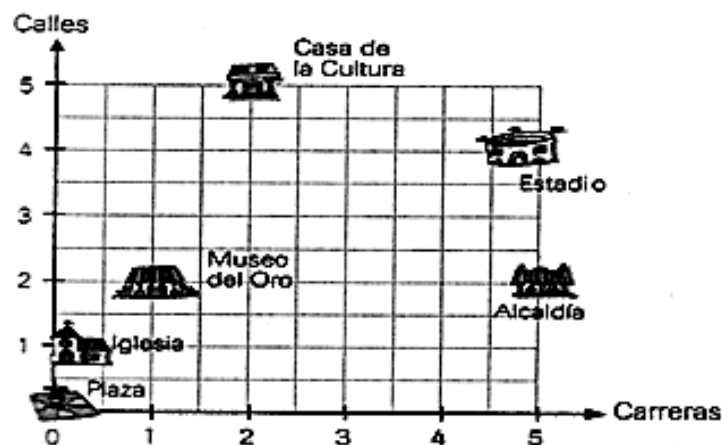 Calles
Casa de
la Cultura
5
4
Estadio
3
Museo
del Oro
2
Alcaldía
1
Iglesia
Plaza
Carreras
0 1 2 3 4 5